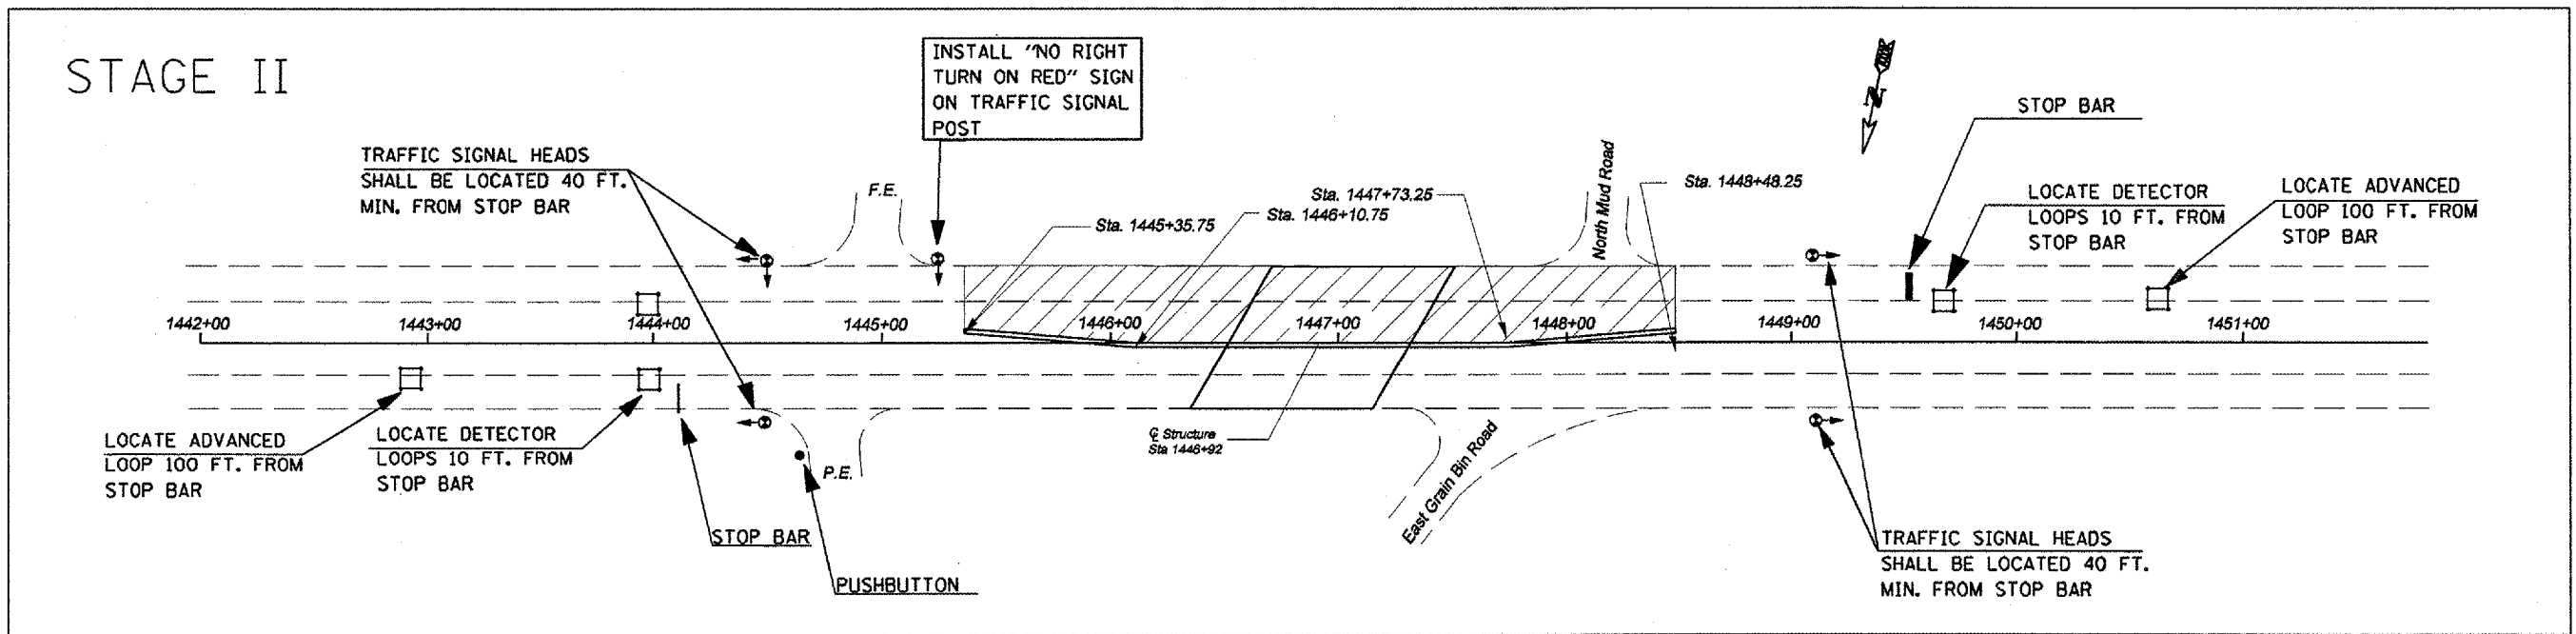 STAGE II
INSTALL "NO RIGHT
TURN ON RED" SIGN
ON TRAFFIC SIGNAL
POST
TRAFFIC SIGNAL HEADS
SHALL BE LOCATED 40 FT.
MIN. FROM STOP BAR
F.E.
Sta. 1445+35.75
Sta. 1446+10.75
Sta. 1447+73.25
North Mud Road
Sta. 1448+48.25
N
STOP BAR
LOCATE DETECTOR
LOOPS 10 FT. FROM
STOP BAR
LOCATE ADVANCED
LOOP 100 FT. FROM
STOP BAR
1442+00
1443+00
1444+00
1445+00
1446+00
1447+00
1448+00
1449+00
1450+00
1451+00
LOCATE ADVANCED
LOOP 100 FT. FROM
STOP BAR
LOCATE DETECTOR
LOOPS 10 FT. FROM
STOP BAR
STOP BAR
P.E.
PUSHBUTTON
℄ Structure
Sta 1446+92
East Grain Bin Road
TRAFFIC SIGNAL HEADS
SHALL BE LOCATED 40 FT.
MIN. FROM STOP BAR